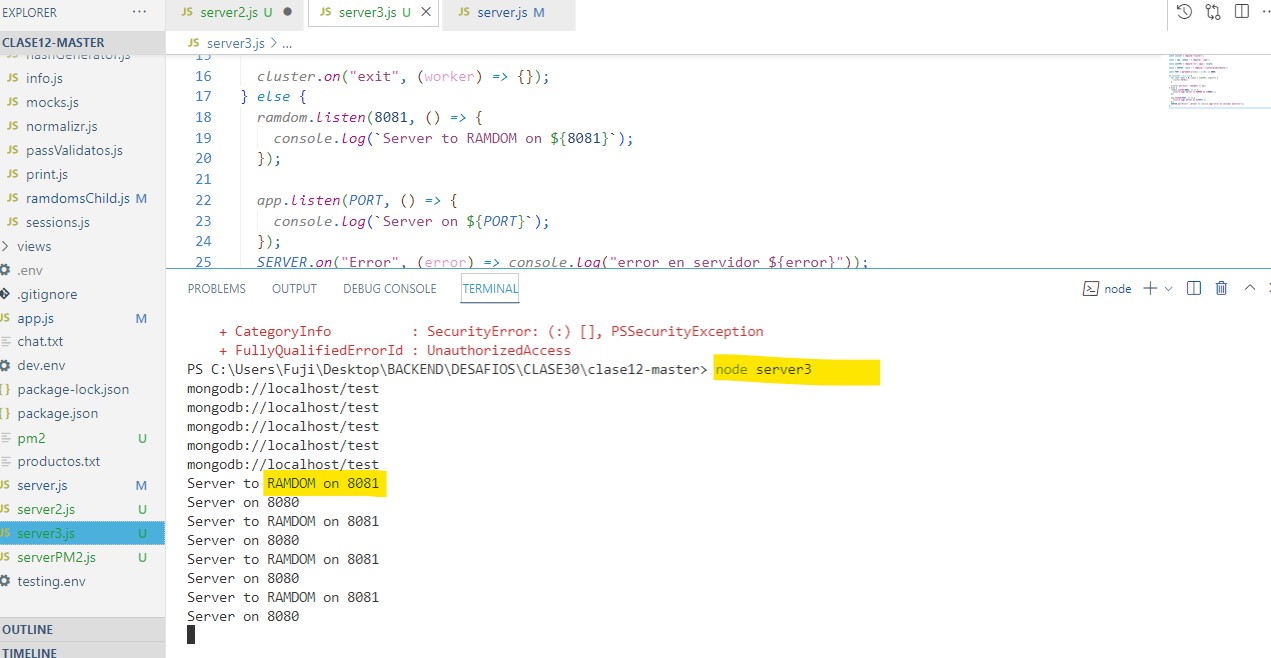 EXPLORER
CLASE12-MASTER
hashGenerator.js
JS info.js
JS mocks.js
JS normalizr.js
JS passValidatos.js
JS print.js
JS ramdomsChild.js M
JS sessions.js
> views
.env
.gitignore
JS app.js M
chat.txt
dev.env
{} package-lock.json
{} package.json
pm2 U
productos.txt
JS server.js M
JS server2.js U
JS server3.js U
JS serverPM2.js U
testing.env
OUTLINE
TIMELINE
JS server2.js U ●
JS server3.js U ×
JS server.js M
JS server3.js > ...
15
16 cluster.on("exit", (worker) => {});
17 } else {
18 ramdom.listen(8081, () => {
19 console.log(`Server to RAMDOM on ${8081}`);
20 });
21
22 app.listen(PORT, () => {
23 console.log(`Server on ${PORT}`);
24 });
25 SERVER.on("Error", (error) => console.log("error en servidor ${error}"));
PROBLEMS OUTPUT DEBUG CONSOLE TERMINAL
node
+ CategoryInfo : SecurityError: (:) [], PSSecurityException
+ FullyQualifiedErrorId : UnauthorizedAccess
PS C:\Users\Fuji\Desktop\BACKEND\DESAFIOS\CLASE30\clase12-master> node server3
mongodb://localhost/test
mongodb://localhost/test
mongodb://localhost/test
mongodb://localhost/test
mongodb://localhost/test
Server to RAMDOM on 8081
Server on 8080
Server to RAMDOM on 8081
Server on 8080
Server to RAMDOM on 8081
Server on 8080
Server to RAMDOM on 8081
Server on 8080